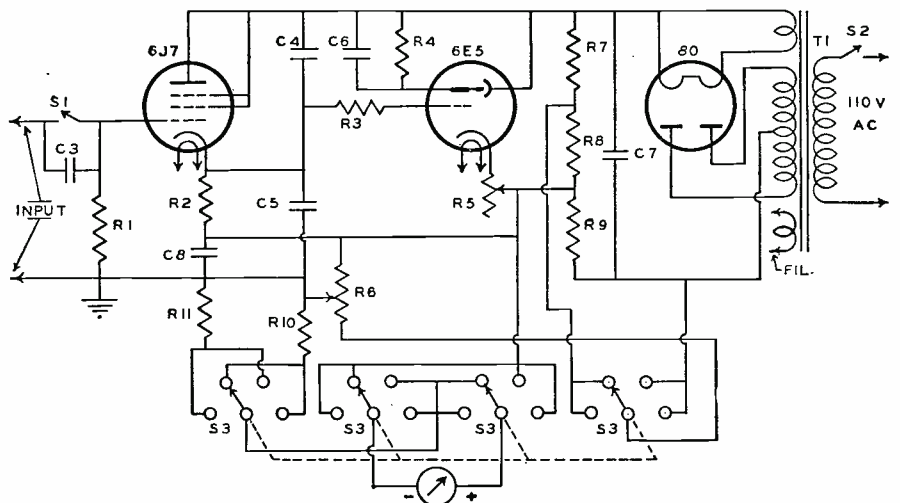 6J7
C4
C6
R4
6E5
R7
80
T1
S2
S1
110 V
AC
C3
R3
R8
C7
INPUT
R1
R2
C5
R5
R9
C8
R6
FIL.
R11
R10
S3
S3
S3
S3
-
+